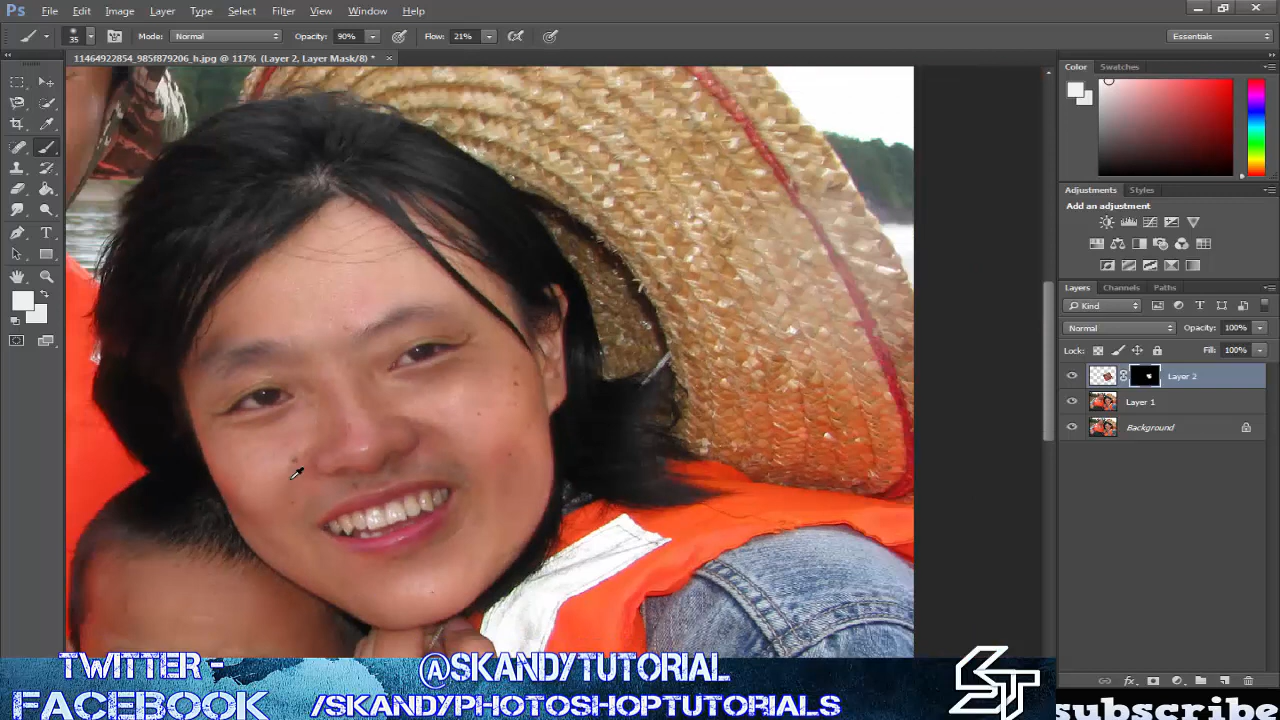 Ps File Edit Image Layer Type Select Filter View Window Help
35 Mode: Normal Opacity: 90% Flow: 21% Essentials
11464922854_985f879206_h.jpg @ 117% (Layer 2, Layer Mask/8) * ×
Color Swatches
Adjustments Styles
Add an adjustment
Layers Channels Paths
Kind
Normal Opacity: 100%
Lock: Fill: 100%
Layer 2
Layer 1
Background
TWITTER - @SKANDYTUTORIAL
FACEBOOK /SKANDYPHOTOSHOPTUTORIALS
ST
subscribe